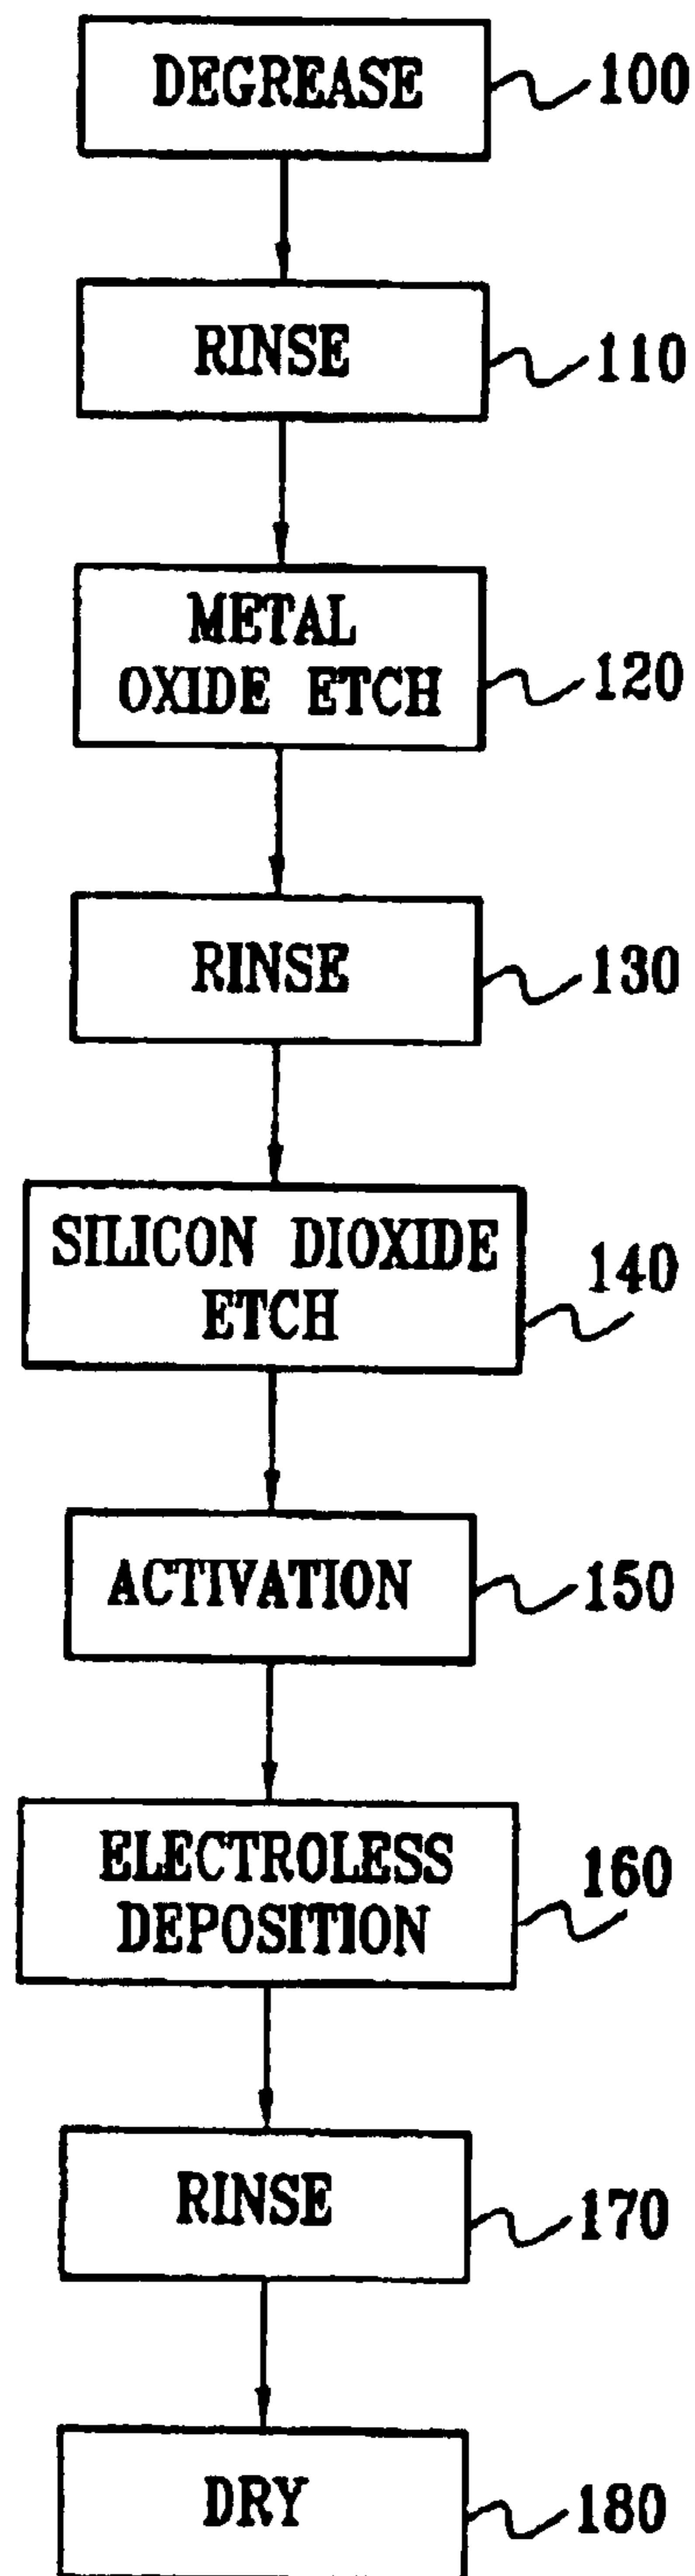 DEGREASE
100
RINSE
110
METAL
OXIDE ETCH
120
RINSE
130
SILICON DIOXIDE
ETCH
140
ACTIVATION
150
ELECTROLESS
DEPOSITION
160
RINSE
170
DRY
180